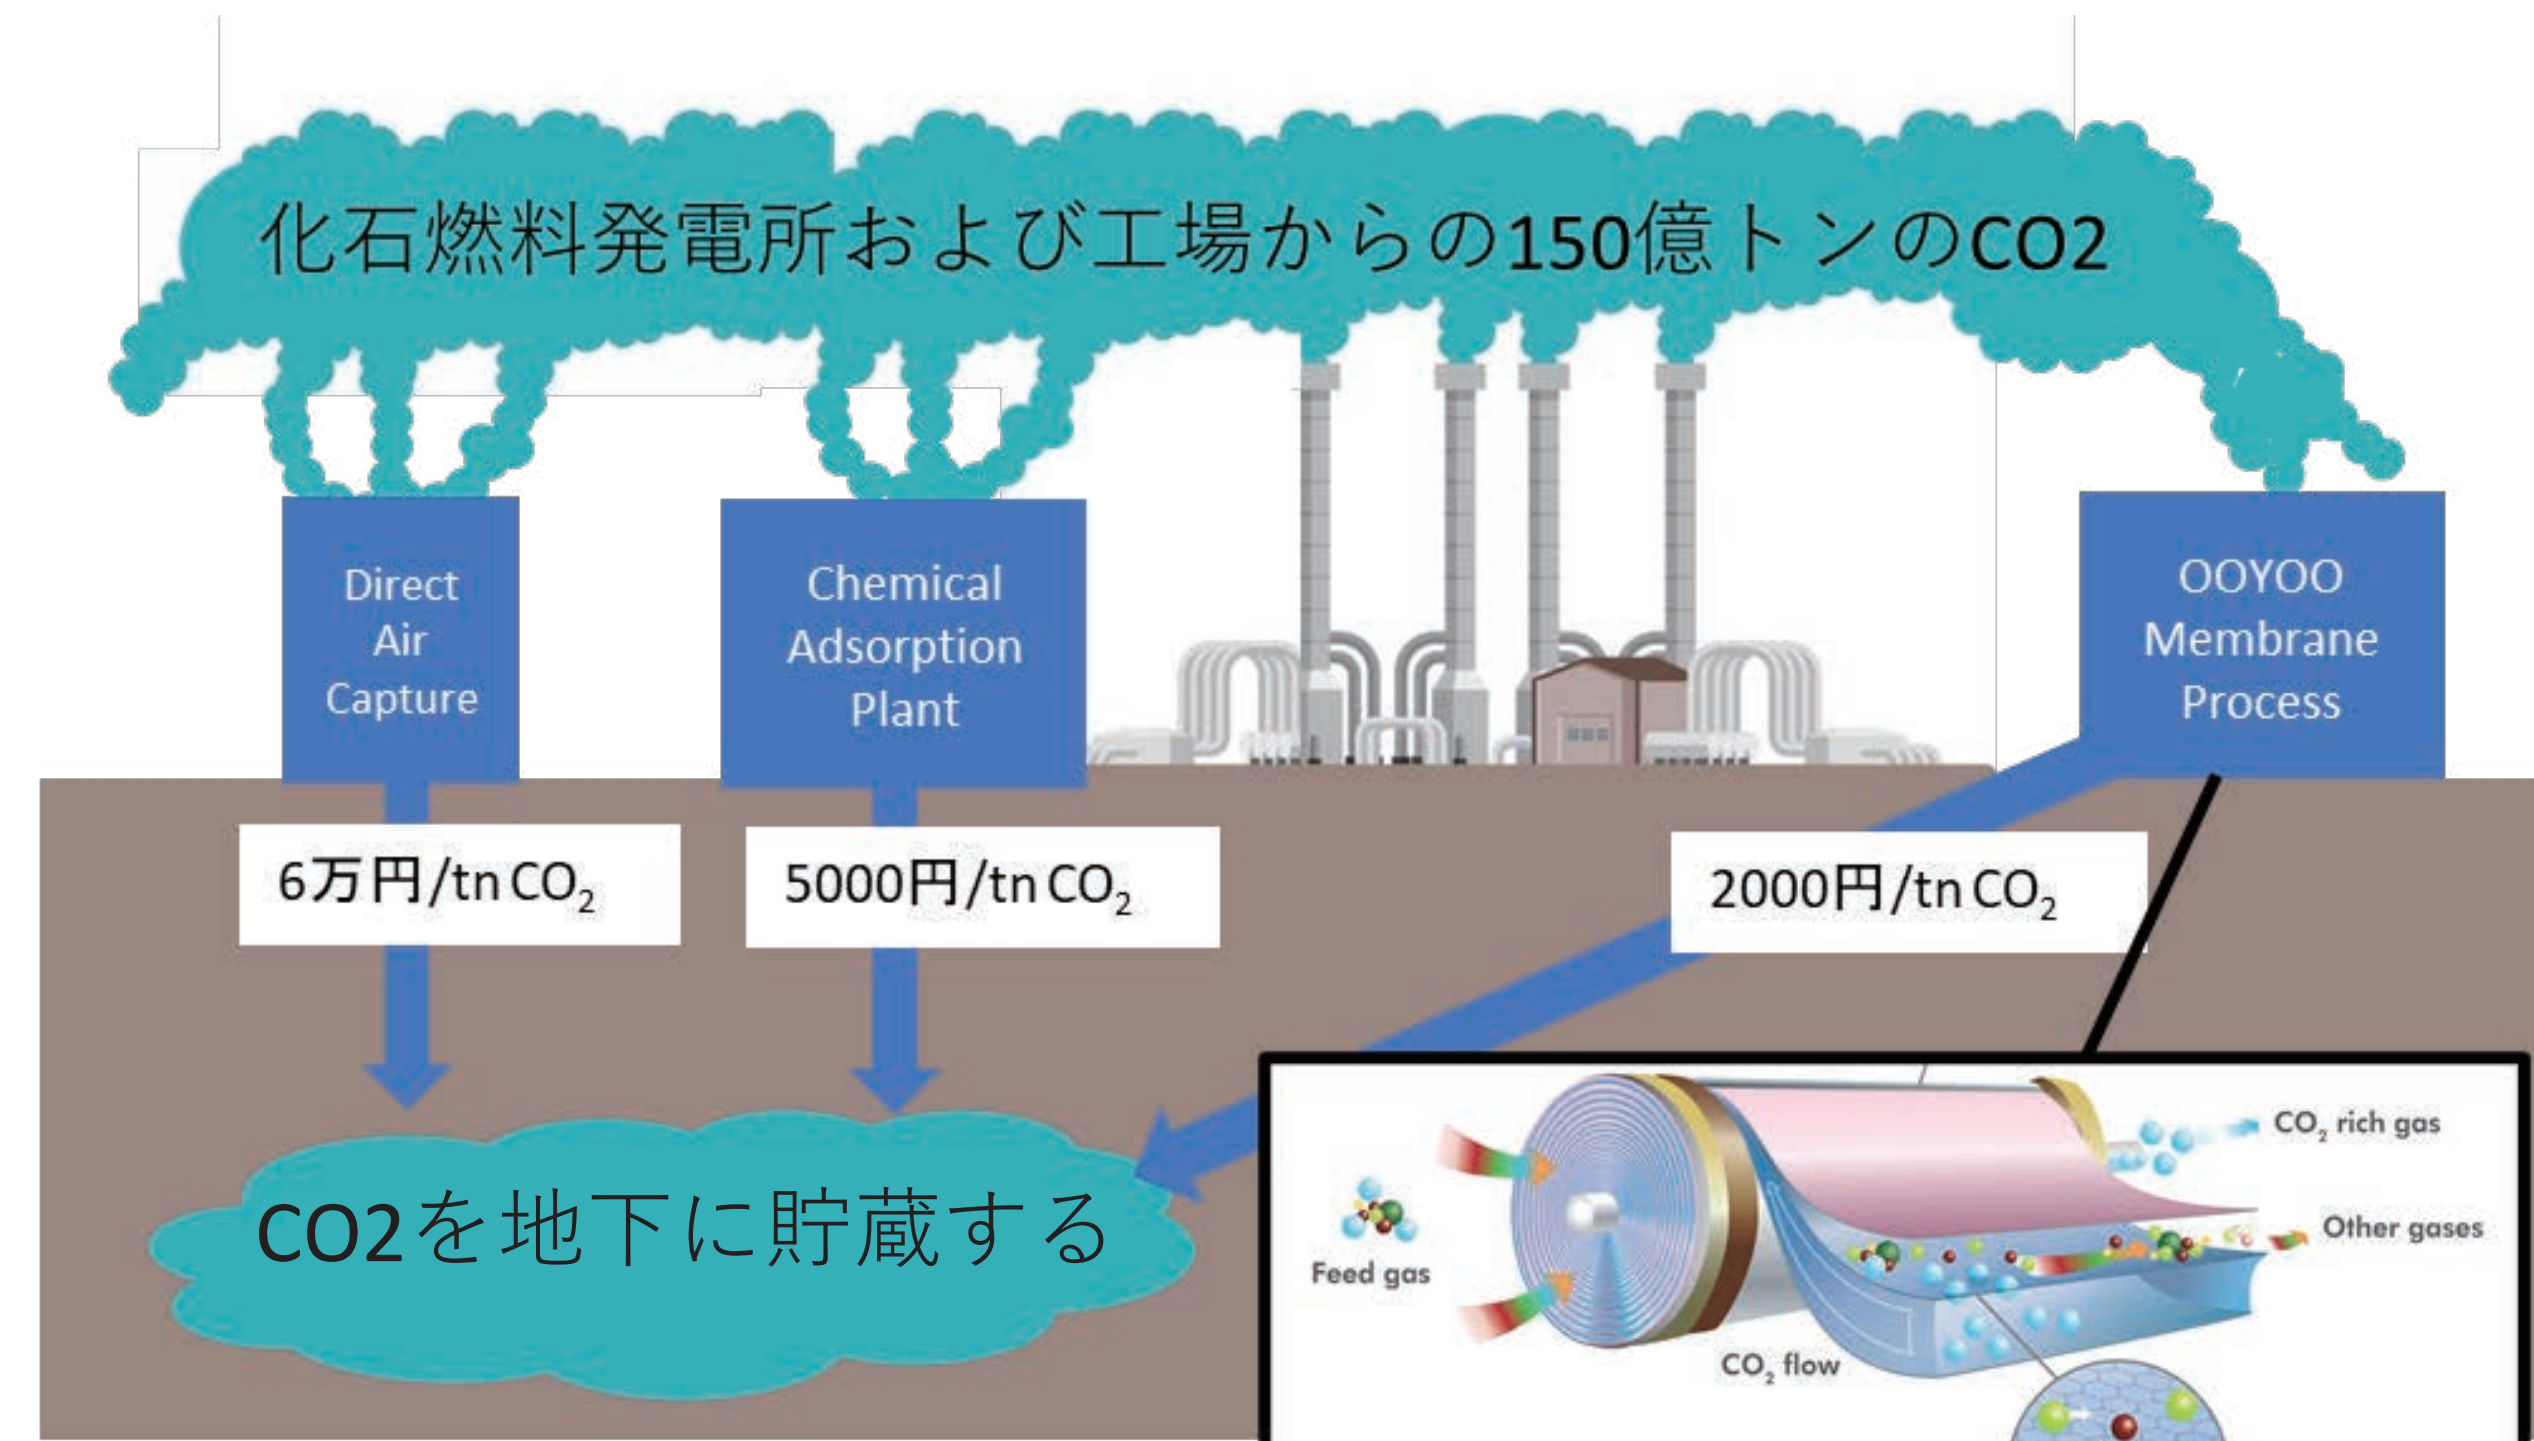 化石燃料発電所および工場からの150億トンのCO2
Direct
Air
Capture
Chemical
Adsorption
Plant
OOYOO
Membrane
Process
6万円/tn CO₂
5000円/tn CO₂
2000円/tn CO₂
CO2を地下に貯蔵する
CO₂ rich gas
Other gases
Feed gas
CO₂ flow